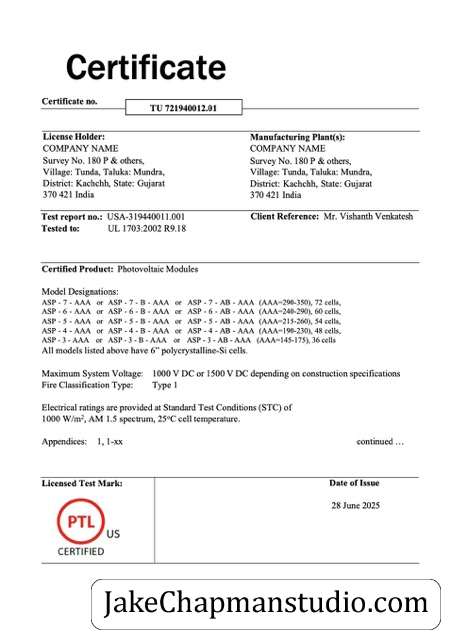 Certificate
Certificate no.
TU 721940012.01
License Holder:
COMPANY NAME
Survey No. 180 P & others,
Village: Tunda, Taluka: Mundra,
District: Kachchh, State: Gujarat
370 421 India
Manufacturing Plant(s):
COMPANY NAME
Survey No. 180 P & others,
Village: Tunda, Taluka: Mundra,
District: Kachchh, State: Gujarat
370 421 India
Test report no.: USA-319440011.001
Tested to: UL 1703:2002 R9.18
Client Reference: Mr. Vishanth Venkatesh
Certified Product: Photovoltaic Modules
Model Designations:
ASP - 7 - AAA or ASP - 7 - B - AAA or ASP - 7 - AB - AAA (AAA=290-350), 72 cells,
ASP - 6 - AAA or ASP - 6 - B - AAA or ASP - 6 - AB - AAA (AAA=240-290), 60 cells,
ASP - 5 - AAA or ASP - 5 - B - AAA or ASP - 5 - AB - AAA (AAA=215-260), 54 cells,
ASP - 4 - AAA or ASP - 4 - B - AAA or ASP - 4 - AB - AAA (AAA=190-230), 48 cells,
ASP - 3 - AAA or ASP - 3 - B - AAA or ASP - 3 - AB - AAA (AAA=145-175), 36 cells
All models listed above have 6” polycrystalline-Si cells.
Maximum System Voltage: 1000 V DC or 1500 V DC depending on construction specifications
Fire Classification Type: Type 1
Electrical ratings are provided at Standard Test Conditions (STC) of
1000 W/m², AM 1.5 spectrum, 25°C cell temperature.
Appendices: 1, 1-xx
continued …
Licensed Test Mark:
PTL
US
CERTIFIED
Date of Issue
28 June 2025
JakeChapmanstudio.com